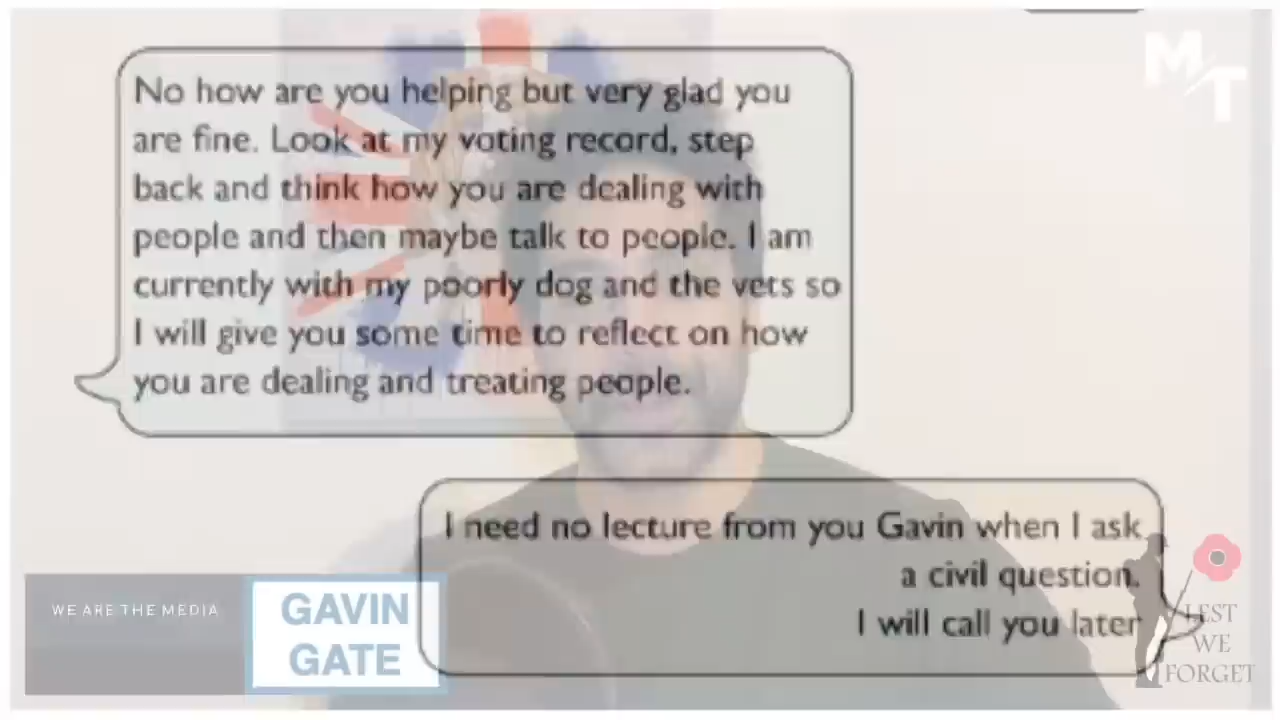 M/T
No how are you helping but very glad you
are fine. Look at my voting record, step
back and think how you are dealing with
people and then maybe talk to people. I am
currently with my poorly dog and the vets so
I will give you some time to reflect on how
you are dealing and treating people.
I need no lecture from you Gavin when I ask
a civil question.
I will call you later
WE ARE THE MEDIA
GAVIN
GATE
LEST
WE
FORGET